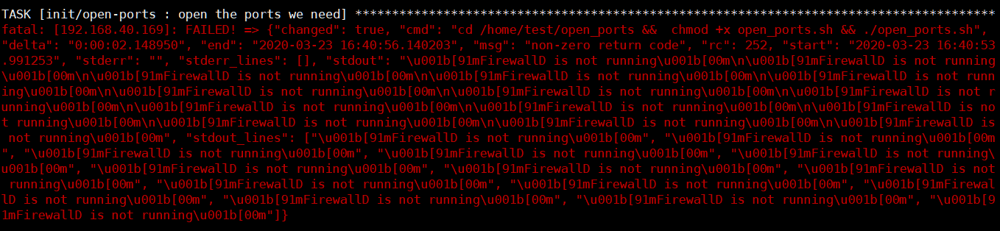 TASK [init/open-ports : open the ports we need] ***************************************************************************************
fatal: [192.168.40.169]: FAILED! => {"changed": true, "cmd": "cd /home/test/open_ports &&  chmod +x open_ports.sh && ./open_ports.sh",
"delta": "0:00:02.148950", "end": "2020-03-23 16:40:56.140203", "msg": "non-zero return code", "rc": 252, "start": "2020-03-23 16:40:53
.991253", "stderr": "", "stderr_lines": [], "stdout": "\u001b[91mFirewallD is not running\u001b[00m\n\u001b[91mFirewallD is not running
\u001b[00m\n\u001b[91mFirewallD is not running\u001b[00m\n\u001b[91mFirewallD is not running\u001b[00m\n\u001b[91mFirewallD is not runn
ing\u001b[00m\n\u001b[91mFirewallD is not running\u001b[00m\n\u001b[91mFirewallD is not running\u001b[00m\n\u001b[91mFirewallD is not r
unning\u001b[00m\n\u001b[91mFirewallD is not running\u001b[00m\n\u001b[91mFirewallD is not running\u001b[00m\n\u001b[91mFirewallD is no
t running\u001b[00m\n\u001b[91mFirewallD is not running\u001b[00m\n\u001b[91mFirewallD is not running\u001b[00m\n\u001b[91mFirewallD is
 not running\u001b[00m", "stdout_lines": ["\u001b[91mFirewallD is not running\u001b[00m", "\u001b[91mFirewallD is not running\u001b[00m
", "\u001b[91mFirewallD is not running\u001b[00m", "\u001b[91mFirewallD is not running\u001b[00m", "\u001b[91mFirewallD is not running\
u001b[00m", "\u001b[91mFirewallD is not running\u001b[00m", "\u001b[91mFirewallD is not running\u001b[00m", "\u001b[91mFirewallD is not
 running\u001b[00m", "\u001b[91mFirewallD is not running\u001b[00m", "\u001b[91mFirewallD is not running\u001b[00m", "\u001b[91mFirewal
lD is not running\u001b[00m", "\u001b[91mFirewallD is not running\u001b[00m", "\u001b[91mFirewallD is not running\u001b[00m", "\u001b[9
1mFirewallD is not running\u001b[00m"]}